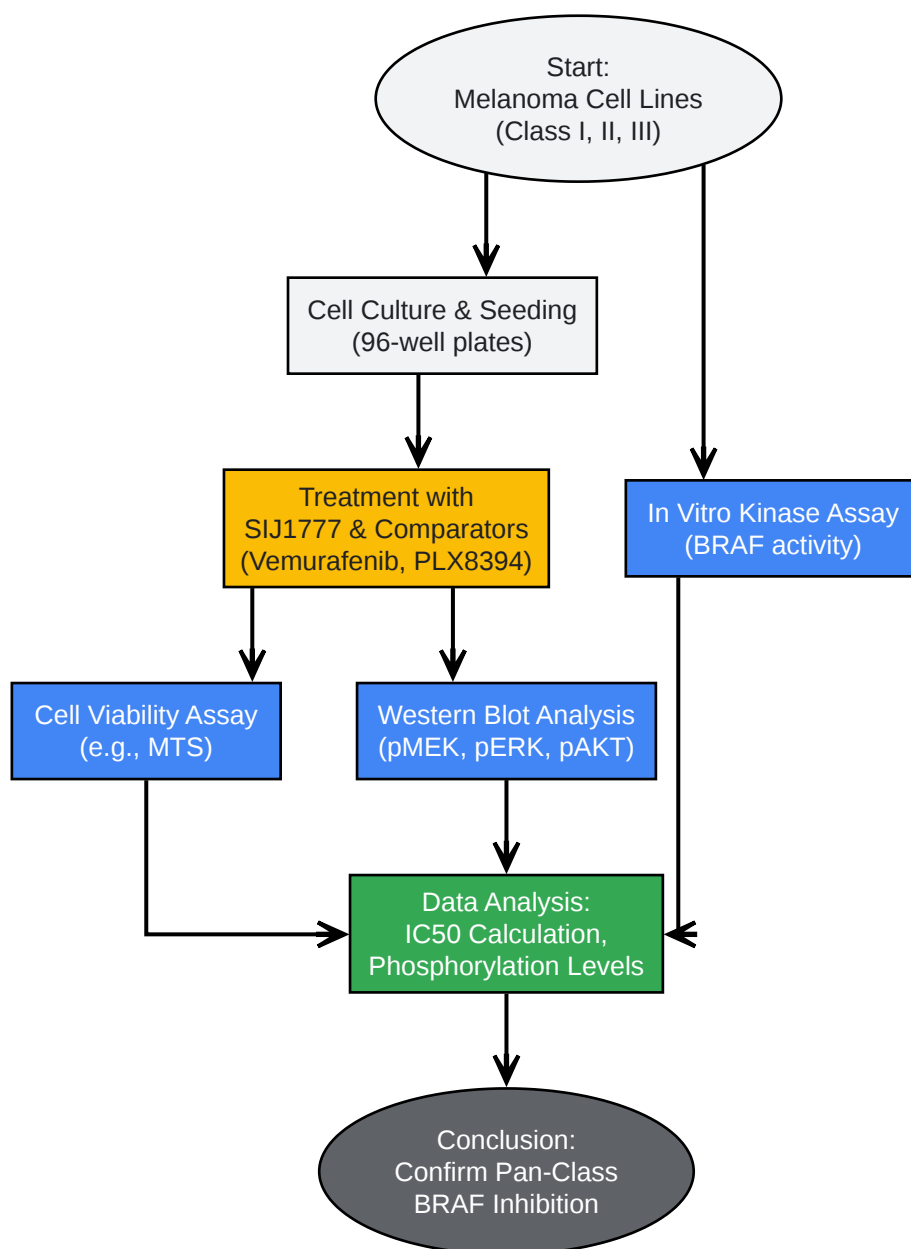 Start:
Melanoma Cell Lines
(Class I, II, III)
Cell Culture & Seeding
(96-well plates)
Treatment with
SIJ1777 & Comparators
(Vemurafenib, PLX8394)
In Vitro Kinase Assay
(BRAF activity)
Cell Viability Assay
(e.g., MTS)
Western Blot Analysis
(pMEK, pERK, pAKT)
Data Analysis:
IC50 Calculation,
Phosphorylation Levels
Conclusion:
Confirm Pan-Class
BRAF Inhibition